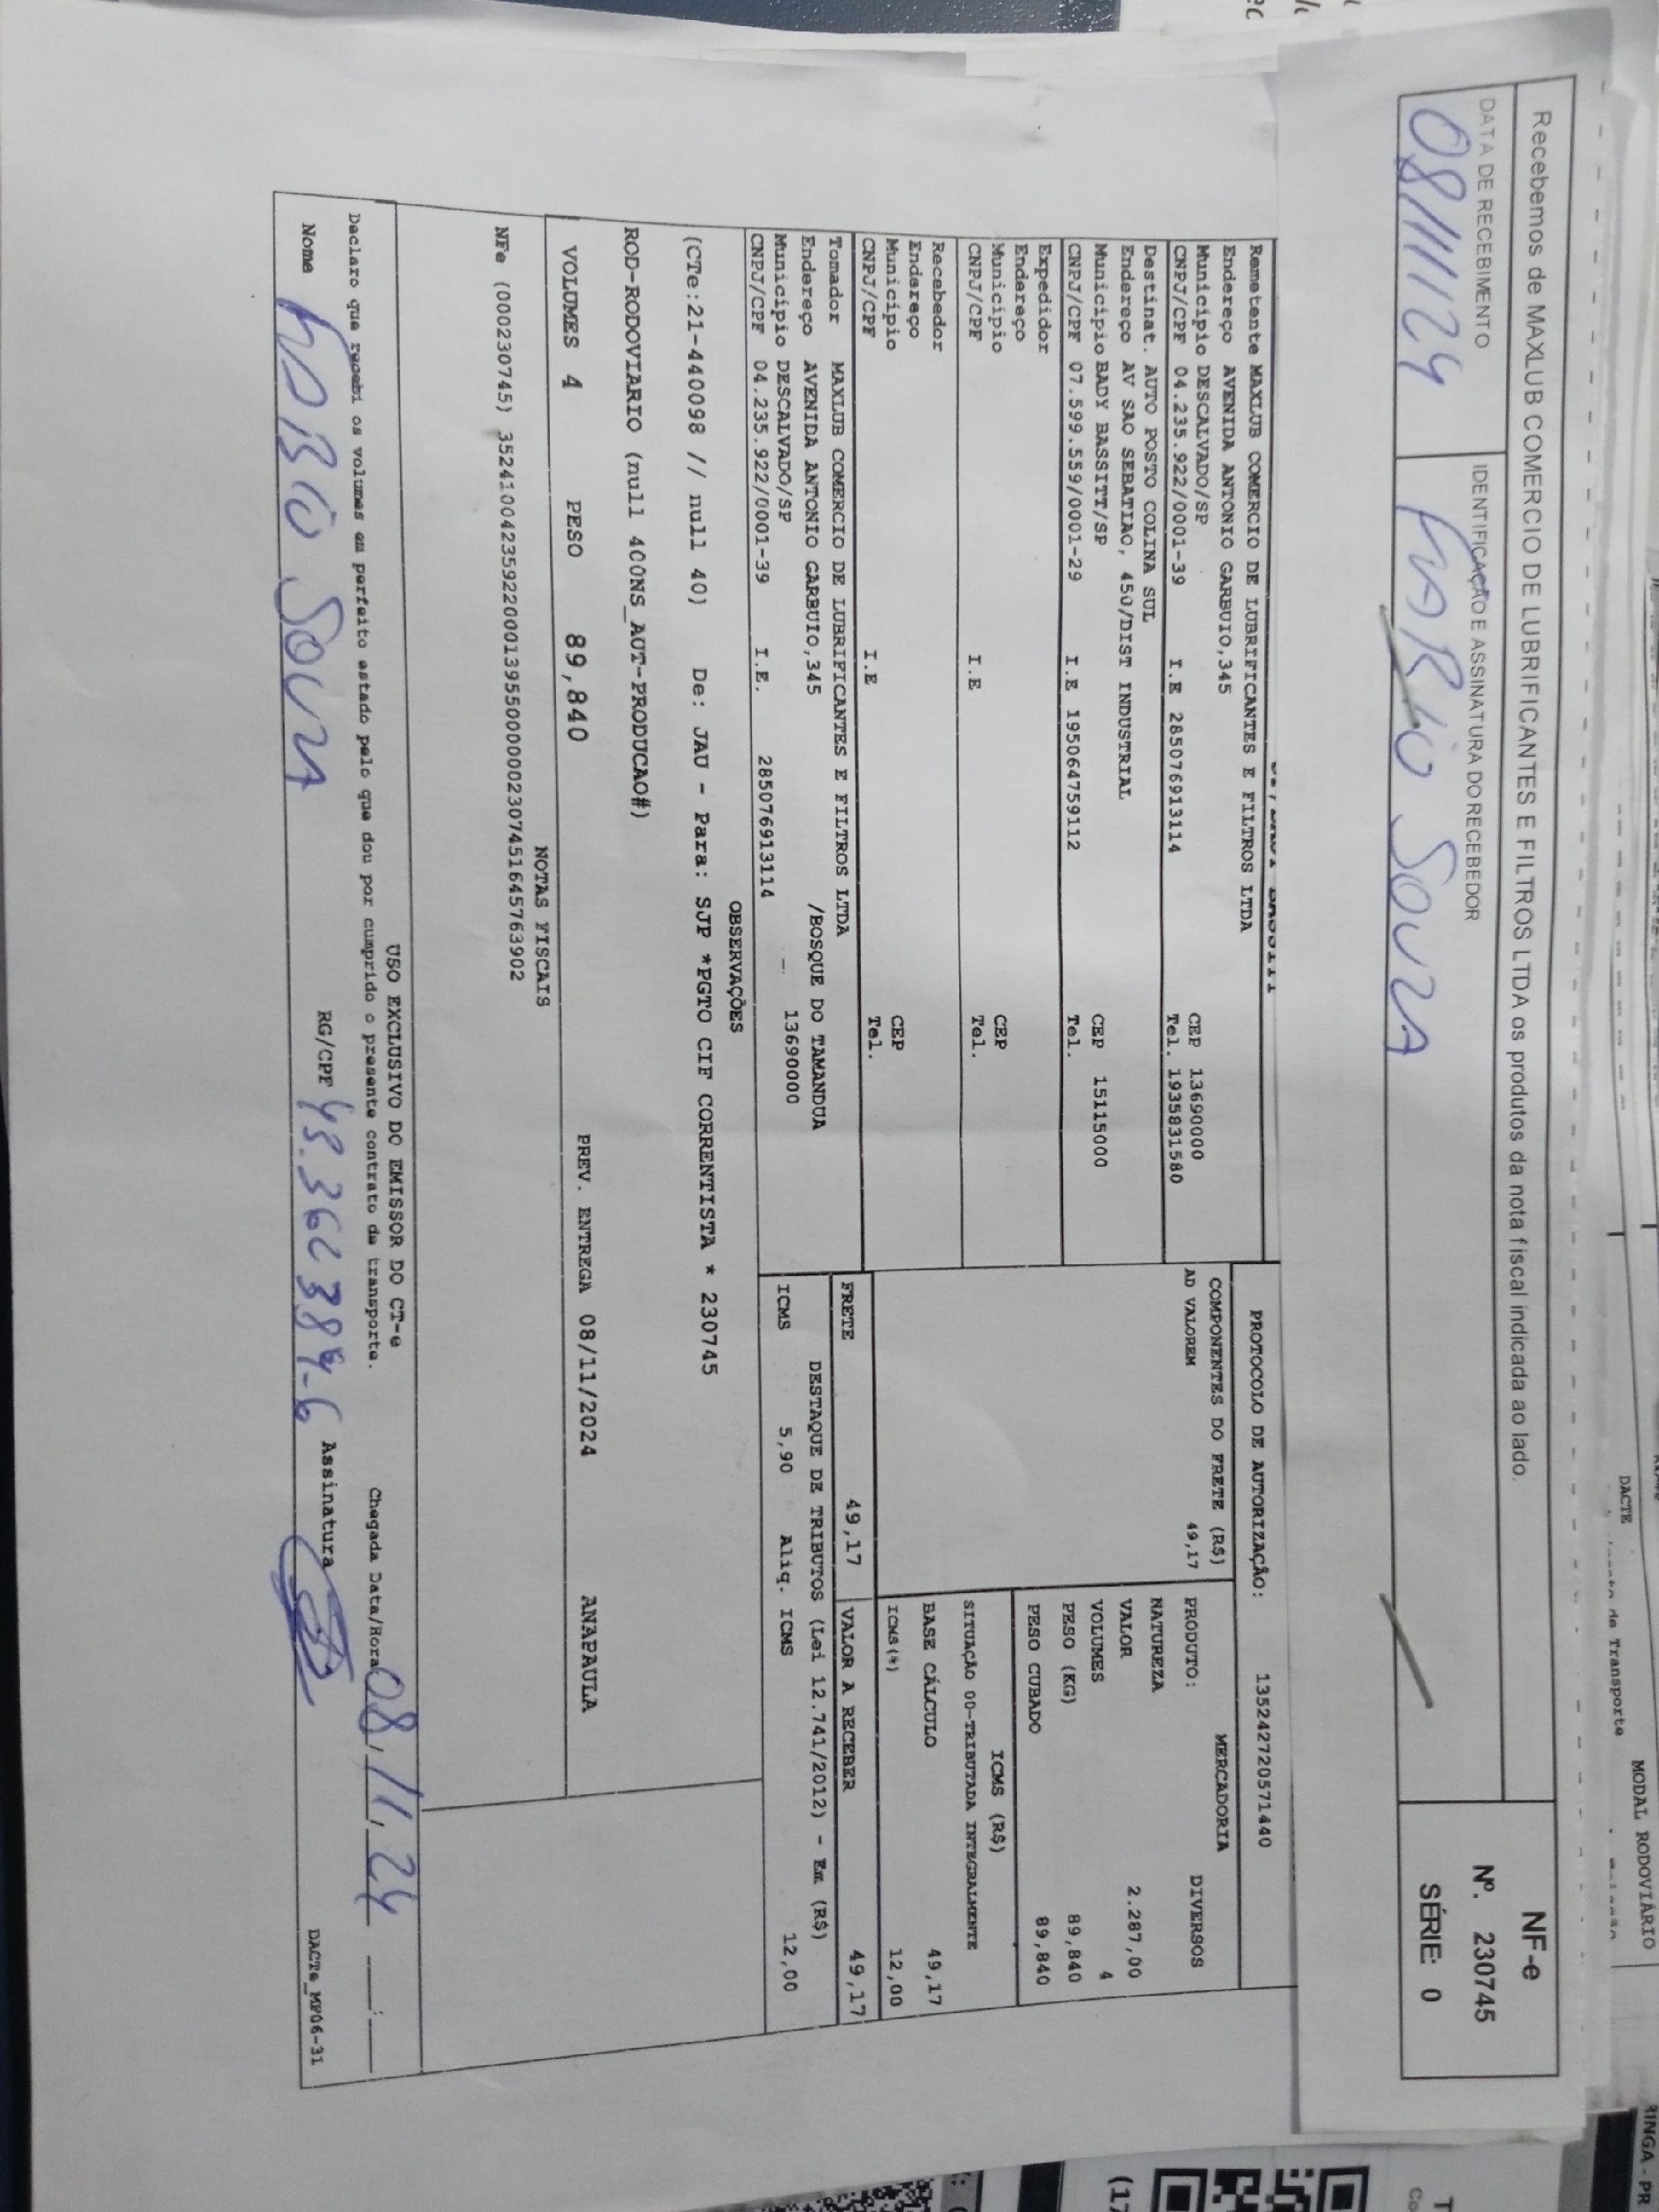 DACTE
MODAL RODOVIÁRIO
de Transporte
Recebemos de MAXLUB COMERCIO DE LUBRIFICANTES E FILTROS LTDA os produtos da nota fiscal indicada ao lado.
NF-e
Nº. 230745
SÉRIE: 0
DATA DE RECEBIMENTO
IDENTIFICAÇÃO E ASSINATURA DO RECEBEDOR
08/11/24
SOUZA
PROTOCOLO DE AUTORIZAÇÃO: 135242720571440
Remetente MAXLUB COMERCIO DE LUBRIFICANTES E FILTROS LTDA
Endereço AVENIDA ANTONIO GARBUIO,345
Município DESCALVADO/SP CEP 13690000
CNPJ/CPF 04.235.922/0001-39 I.E 285076913114 Tel. 1935831580
Destinat. AUTO POSTO COLINA SUL
Endereço AV SAO SEBATIAO, 450/DIST INDUSTRIAL
Município BADY BASSITT/SP CEP 15115000
CNPJ/CPF 07.599.559/0001-29 I.E 195064759112 Tel.
Expedidor
Endereço
Município CEP
CNPJ/CPF I.E Tel.
Recebedor
Endereço
Município CEP
CNPJ/CPF I.E Tel.
Tomador MAXLUB COMERCIO DE LUBRIFICANTES E FILTROS LTDA
Endereço AVENIDA ANTONIO GARBUIO,345 /BOSQUE DO TAMANDUA
Município DESCALVADO/SP 13690000
CNPJ/CPF 04.235.922/0001-39 I.E. 285076913114
COMPONENTES DO FRETE (R$)
AD VALOREM 49,17
MERCADORIA
PRODUTO: DIVERSOS
NATUREZA
VALOR 2.287,00
VOLUMES 4
PESO (KG) 89,840
PESO CUBADO 89,840
ICMS (R$)
SITUAÇÃO 00-TRIBUTADA INTEGRALMENTE
BASE CÁLCULO 49,17
ICMS(%) 12,00
FRETE 49,17 VALOR A RECEBER 49,17
DESTAQUE DE TRIBUTOS (Lei 12.741/2012) - Em (R$)
ICMS 5,90 Aliq. ICMS 12,00
OBSERVAÇÕES
(CTe:21-440098 // null 40) De: JAU - Para: SJP *PGTO CIF CORRENTISTA * 230745
ROD-RODOVIARIO (null 400NS_AUT-PRODUCAO#)
VOLUMES 4 PESO 89,840 PREV. ENTREGA 08/11/2024 ANAPAULA
NOTAS FISCAIS
NFe (000230745) 35241004235922000139550000002307451645763902
USO EXCLUSIVO DO EMISSOR DO CT-e
Declaro que recebi os volumes em perfeito estado pelo que dou por cumprido o presente contrato de transporte. Chegada Data/Hora 08/11/24
Nome SOUZA RG/CPF Assinatura
DACTe_MF06-31